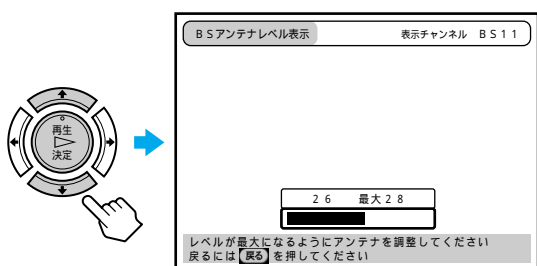 BSアンテナレベル表示 表示チャンネル BS11
再生
決定
26 最大28
レベルが最大になるようにアンテナを調整してください
戻るには 戻る を押してください